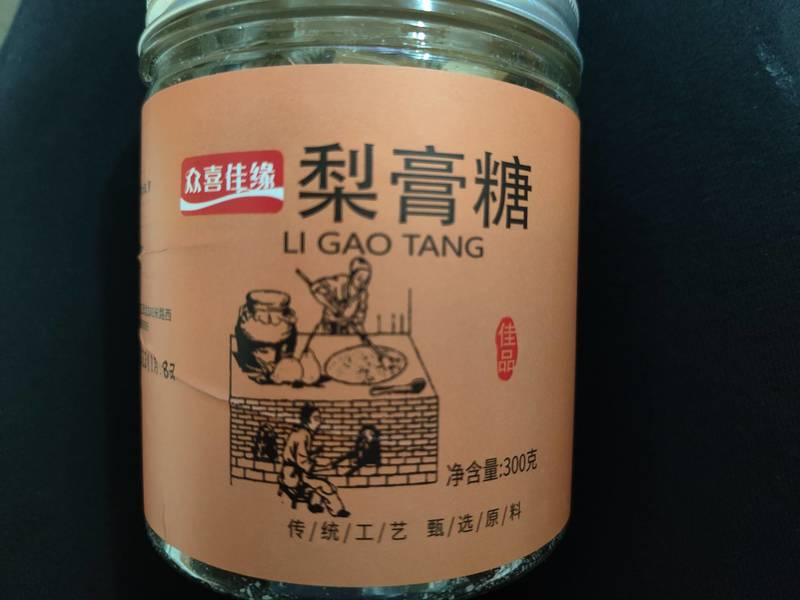 众喜佳缘
梨膏糖
LI GAO TANG
佳品
净含量:300克
传/统/工/艺 甄/选/原/料